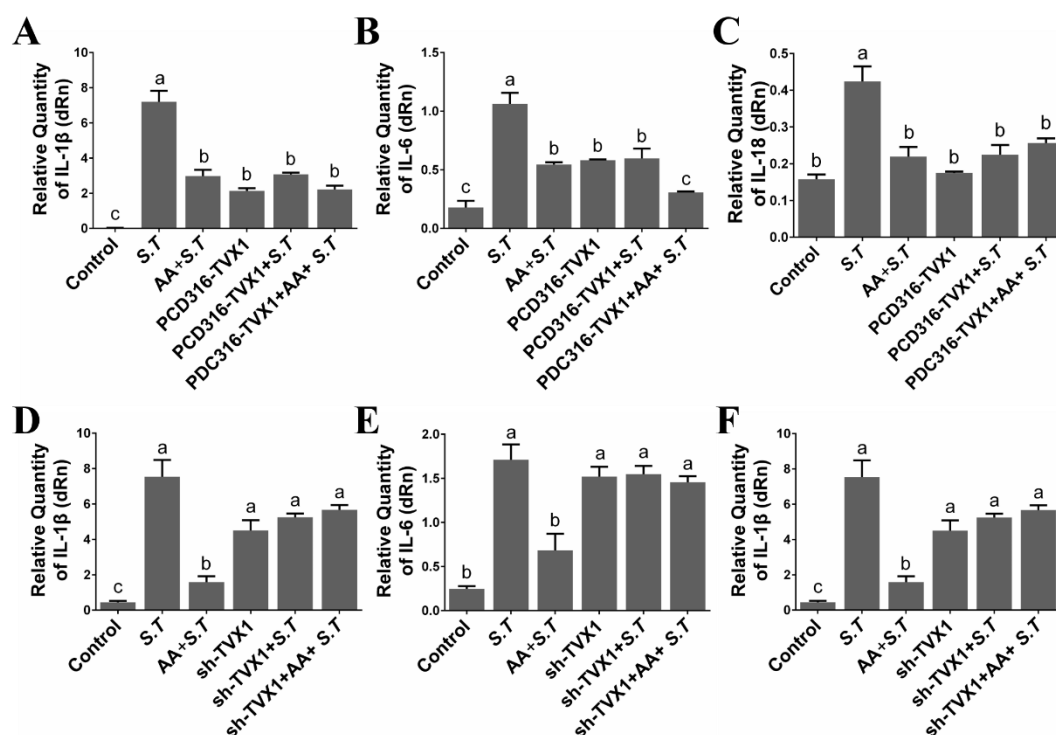 A
Relative Quantity
of IL-1β (dRn)
10
8
6
4
2
0
c
a
b
b
b
b
Control
S.T
AA+S.T
PCD316-TVX1
PCD316-TVX1+S.T
PDC316-TVX1+AA+ S.T
B
Relative Quantity
of IL-6 (dRn)
1.5
1.0
0.5
0.0
c
a
b
b
b
c
Control
S.T
AA+S.T
PCD316-TVX1
PCD316-TVX1+S.T
PDC316-TVX1+AA+ S.T
C
Relative Quantity
of IL-18 (dRn)
0.5
0.4
0.3
0.2
0.1
0.0
b
a
b
b
b
b
Control
S.T
AA+S.T
PCD316-TVX1
PCD316-TVX1+S.T
PDC316-TVX1+AA+ S.T
D
Relative Quantity
of IL-1β (dRn)
10
8
6
4
2
0
c
a
b
a
a
a
Control
S.T
AA+S.T
sh-TVX1
sh-TVX1+S.T
sh-TVX1+AA+ S.T
E
Relative Quantity
of IL-6 (dRn)
2.0
1.5
1.0
0.5
0.0
b
a
b
a
a
a
Control
S.T
AA+S.T
sh-TVX1
sh-TVX1+S.T
sh-TVX1+AA+ S.T
F
Relative Quantity
of IL-1β (dRn)
10
8
6
4
2
0
c
a
b
a
a
a
Control
S.T
AA+S.T
sh-TVX1
sh-TVX1+S.T
sh-TVX1+AA+ S.T